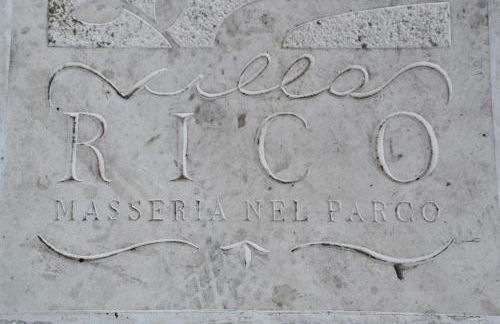 villa
RICO
MASSERIA NEL PARCO